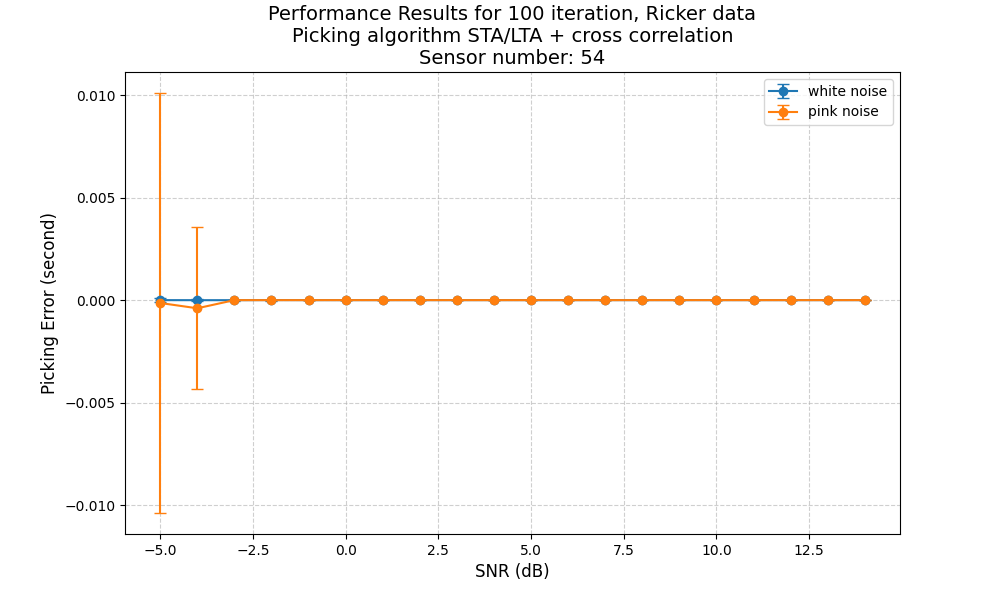 Performance Results for 100 iteration, Ricker data
Picking algorithm STA/LTA + cross correlation
Sensor number: 54
white noise
pink noise
0.010
0.005
0.000
−0.005
−0.010
Picking Error (second)
−5.0
−2.5
0.0
2.5
5.0
7.5
10.0
12.5
SNR (dB)